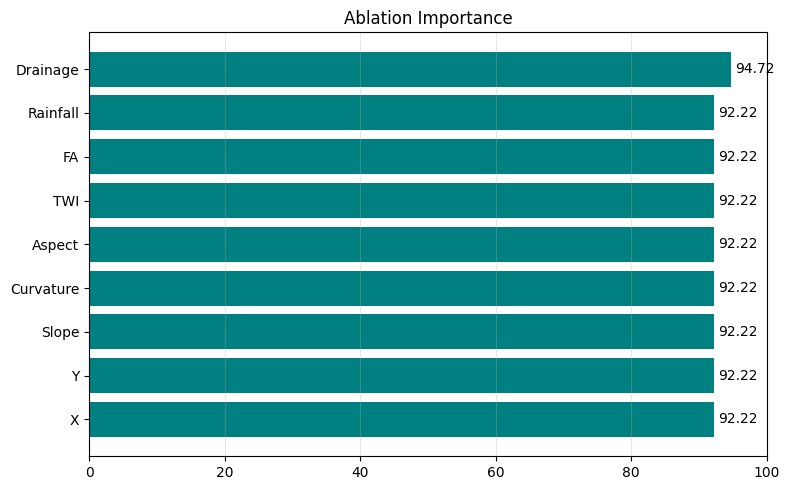 Ablation Importance
Drainage 94.72
Rainfall 92.22
FA 92.22
TWI 92.22
Aspect 92.22
Curvature 92.22
Slope 92.22
Y 92.22
X 92.22
0 20 40 60 80 100